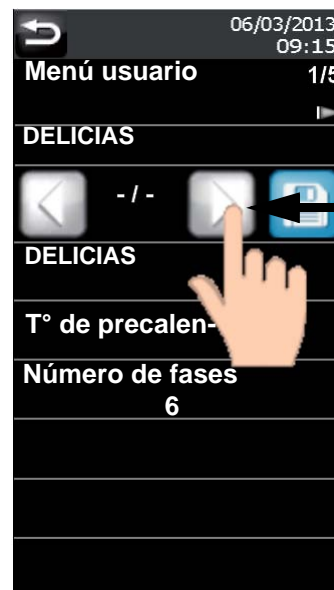 06/03/2013
09:15
Menú usuario 1/5
DELICIAS
- / -
DELICIAS
T° de precalen-
Número de fases
6